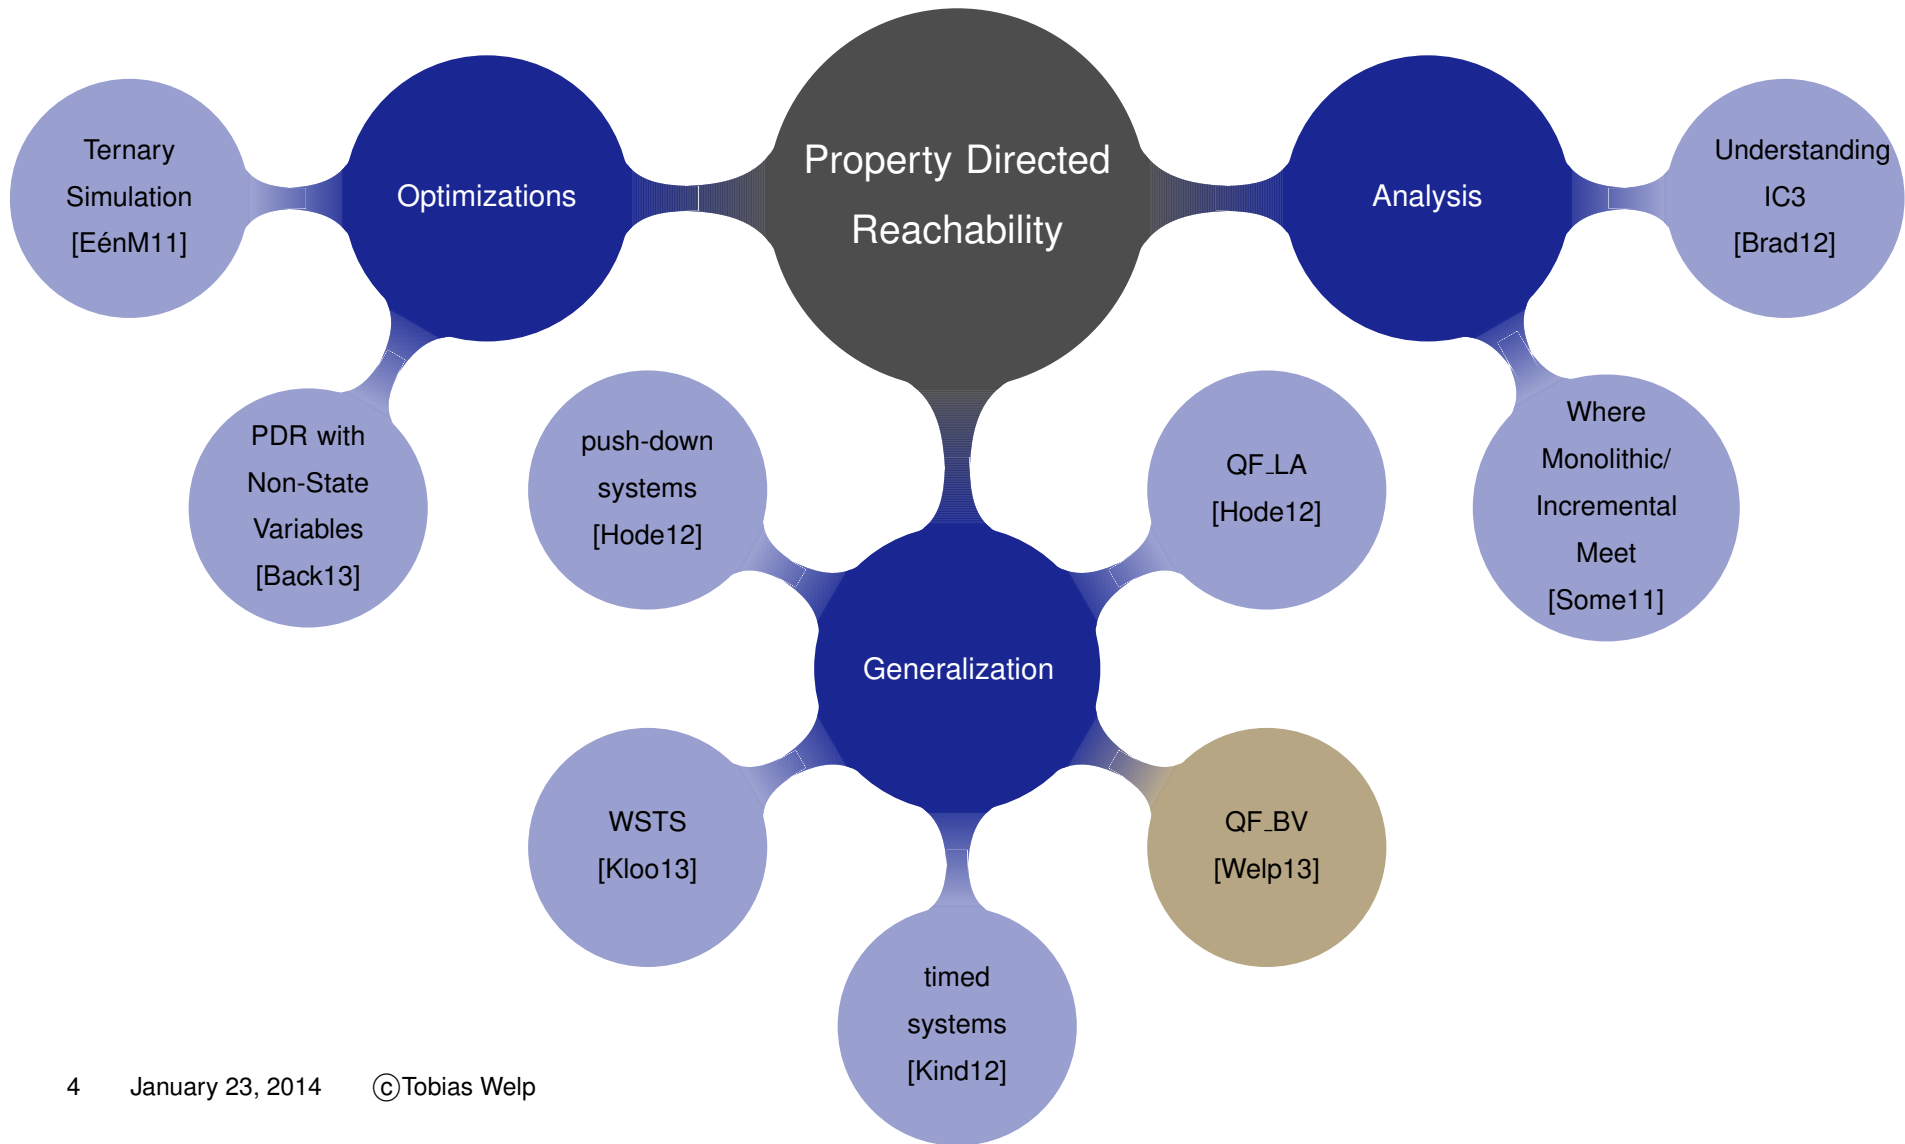 Property Directed
Reachability
Optimizations
Ternary
Simulation
[EénM11]
PDR with
Non-State
Variables
[Back13]
Analysis
Understanding
IC3
[Brad12]
Where
Monolithic/
Incremental
Meet
[Some11]
Generalization
push-down
systems
[Hode12]
QF_LA
[Hode12]
WSTS
[Kloo13]
QF_BV
[Welp13]
timed
systems
[Kind12]
4 January 23, 2014 ©Tobias Welp